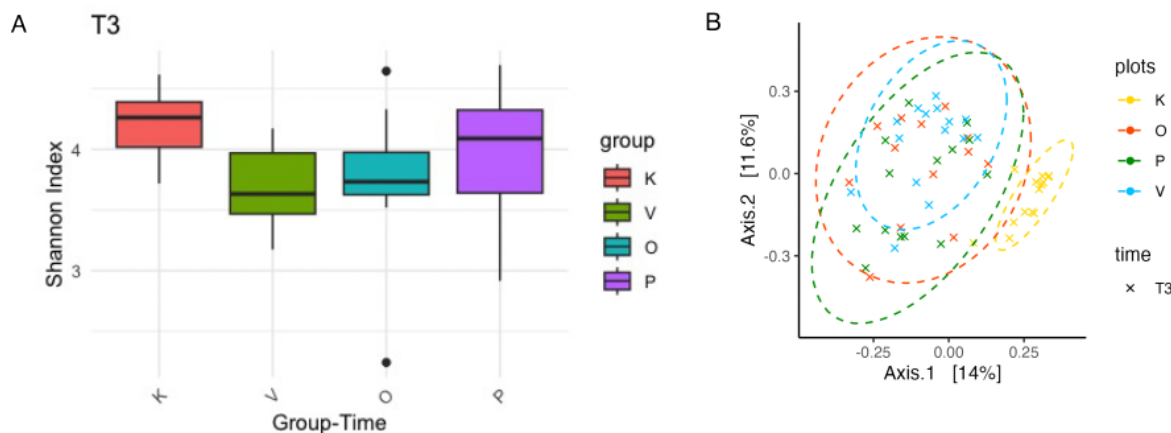 A
T3
Shannon Index
4
3
K
V
O
P
Group-Time
group
K
V
O
P
B
Axis.2 [11.6%]
0.3
0.0
-0.3
-0.25
0.00
0.25
Axis.1 [14%]
plots
K
O
P
V
time
T3